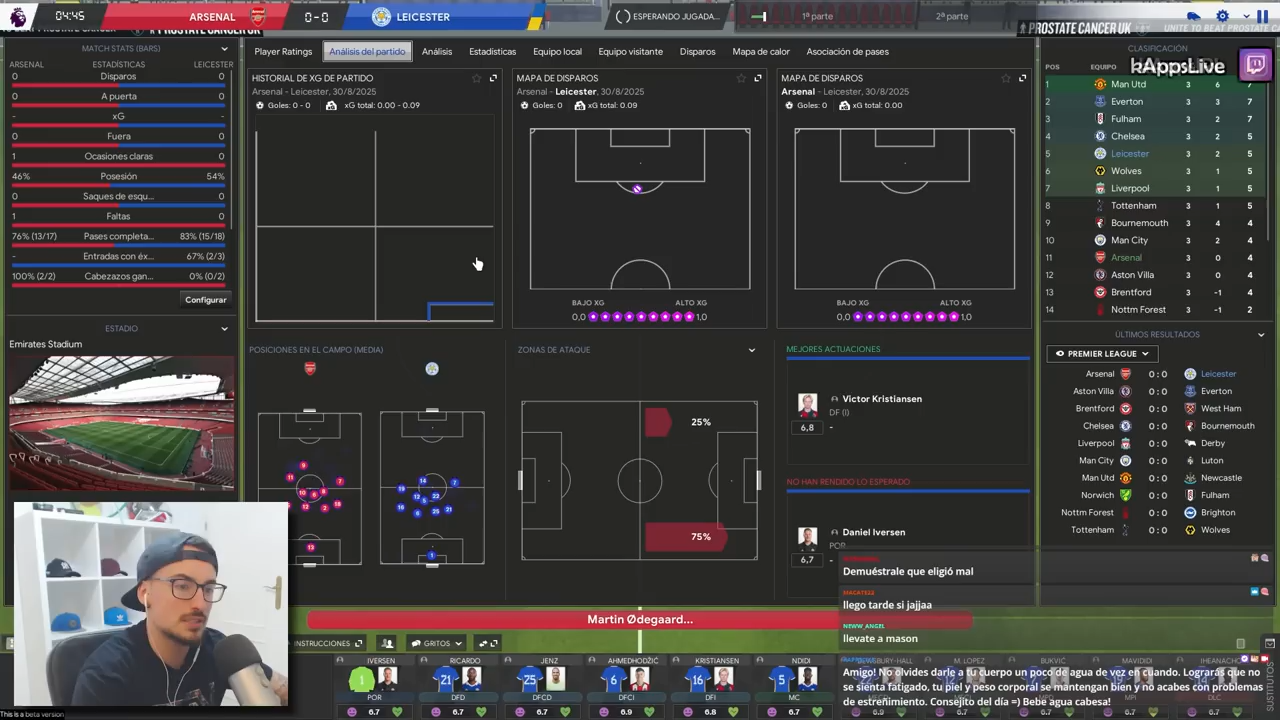 04:45
ARSENAL
0-0
LEICESTER
ESPERANDO JUGADA...
1ª parte
2ª parte
PROSTATE CANCER UK
PROSTATE CANCER UK
UNITE TO BEAT PROSTATE CANCER
kAppsLive
MATCH STATS (BARS)
ARSENAL ESTADÍSTICAS LEICESTER
0 Disparos 0
0 A puerta 0
- xG -
0 Fuera 0
1 Ocasiones claras 0
46% Posesión 54%
0 Saques de esqu... 0
1 Faltas 0
76% (13/17) Pases completa... 83% (15/18)
- Entradas con éx... 67% (2/3)
100% (2/2) Cabezazos gan... 0% (0/2)
Configurar
ESTADIO
Emirates Stadium
Player Ratings
Análisis del partido
Análisis
Estadísticas
Equipo local
Equipo visitante
Disparos
Mapa de calor
Asociación de pases
HISTORIAL DE XG DE PARTIDO
Arsenal - Leicester, 30/8/2025
Goles: 0 - 0 xG total: 0.00 - 0.09
MAPA DE DISPAROS
Arsenal - Leicester, 30/8/2025
Goles: 0 xG total: 0.09
BAJO XG ALTO XG
0,0 1,0
MAPA DE DISPAROS
Arsenal - Leicester, 30/8/2025
Goles: 0 xG total: 0.00
BAJO XG ALTO XG
0,0 1,0
POSICIONES EN EL CAMPO (MEDIA)
ZONAS DE ATAQUE
25%
75%
MEJORES ACTUACIONES
Victor Kristiansen
DF (I)
6,8 -
NO HAN RENDIDO LO ESPERADO
Daniel Iversen
POR
6,7 -
CLASIFICACIÓN
POS EQUIPO
1 Man Utd 3 6 7
2 Everton 3 3 7
3 Fulham 3 2 7
4 Chelsea 3 2 5
5 Leicester 3 2 5
6 Wolves 3 1 5
7 Liverpool 3 1 5
8 Tottenham 3 1 5
9 Bournemouth 3 4 4
10 Man City 3 2 4
11 Arsenal 3 0 4
12 Aston Villa 3 0 4
13 Brentford 3 -1 4
14 Nottm Forest 3 -1 2
ÚLTIMOS RESULTADOS
PREMIER LEAGUE
Arsenal 0 : 0 Leicester
Aston Villa 0 : 0 Everton
Brentford 0 : 0 West Ham
Chelsea 0 : 0 Bournemouth
Liverpool 0 : 0 Derby
Man City 0 : 0 Luton
Man Utd 0 : 0 Newcastle
Norwich 0 : 0 Fulham
Nottm Forest 0 : 0 Brighton
Tottenham 0 : 0 Wolves
Demuéstrale que eligió mal
MACATE22
llego tarde si jajjaa
NEWW_ANGEL
llevate a mason
Amigo! No olvides darle a tu cuerpo un poco de agua de vez en cuando. Lograrás que no
se sienta fatigado, tu piel y peso corporal se mantengan bien y no acabes con problemas
de estreñimiento. Consejito del día =) Bebe agua cabesa!
Martin Ødegaard...
INSTRUCCIONES
GRITOS
IVERSEN RICARDO JENZ AHMEDHODŽIĆ KRISTIANSEN NDIDI
1 21 25 6 16 5
POR DFD DFCD DFCI DFI MC
6.7 6.7 6.7 6.9 6.8 6.7
SUSTITUTOS
This is a beta version